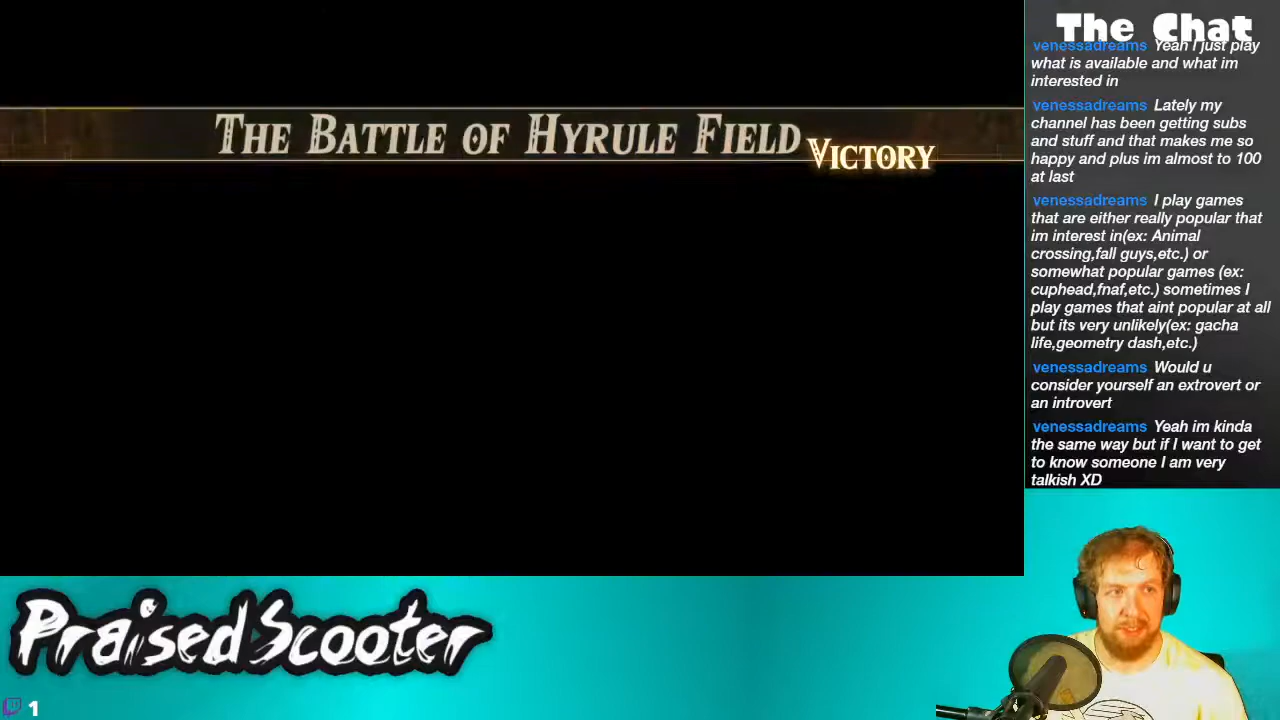 The Chat
THE BATTLE OF HYRULE FIELD
VICTORY
venessadreams Yeah I just play
what is available and what im
interested in
venessadreams Lately my
channel has been getting subs
and stuff and that makes me so
happy and plus im almost to 100
at last
venessadreams I play games
that are either really popular that
im interest in(ex: Animal
crossing,fall guys,etc.) or
somewhat popular games (ex:
cuphead,fnaf,etc.) sometimes I
play games that aint popular at all
but its very unlikely(ex: gacha
life,geometry dash,etc.)
venessadreams Would u
consider yourself an extrovert or
an introvert
venessadreams Yeah im kinda
the same way but if I want to get
to know someone I am very
talkish XD
PraisedScooter
1